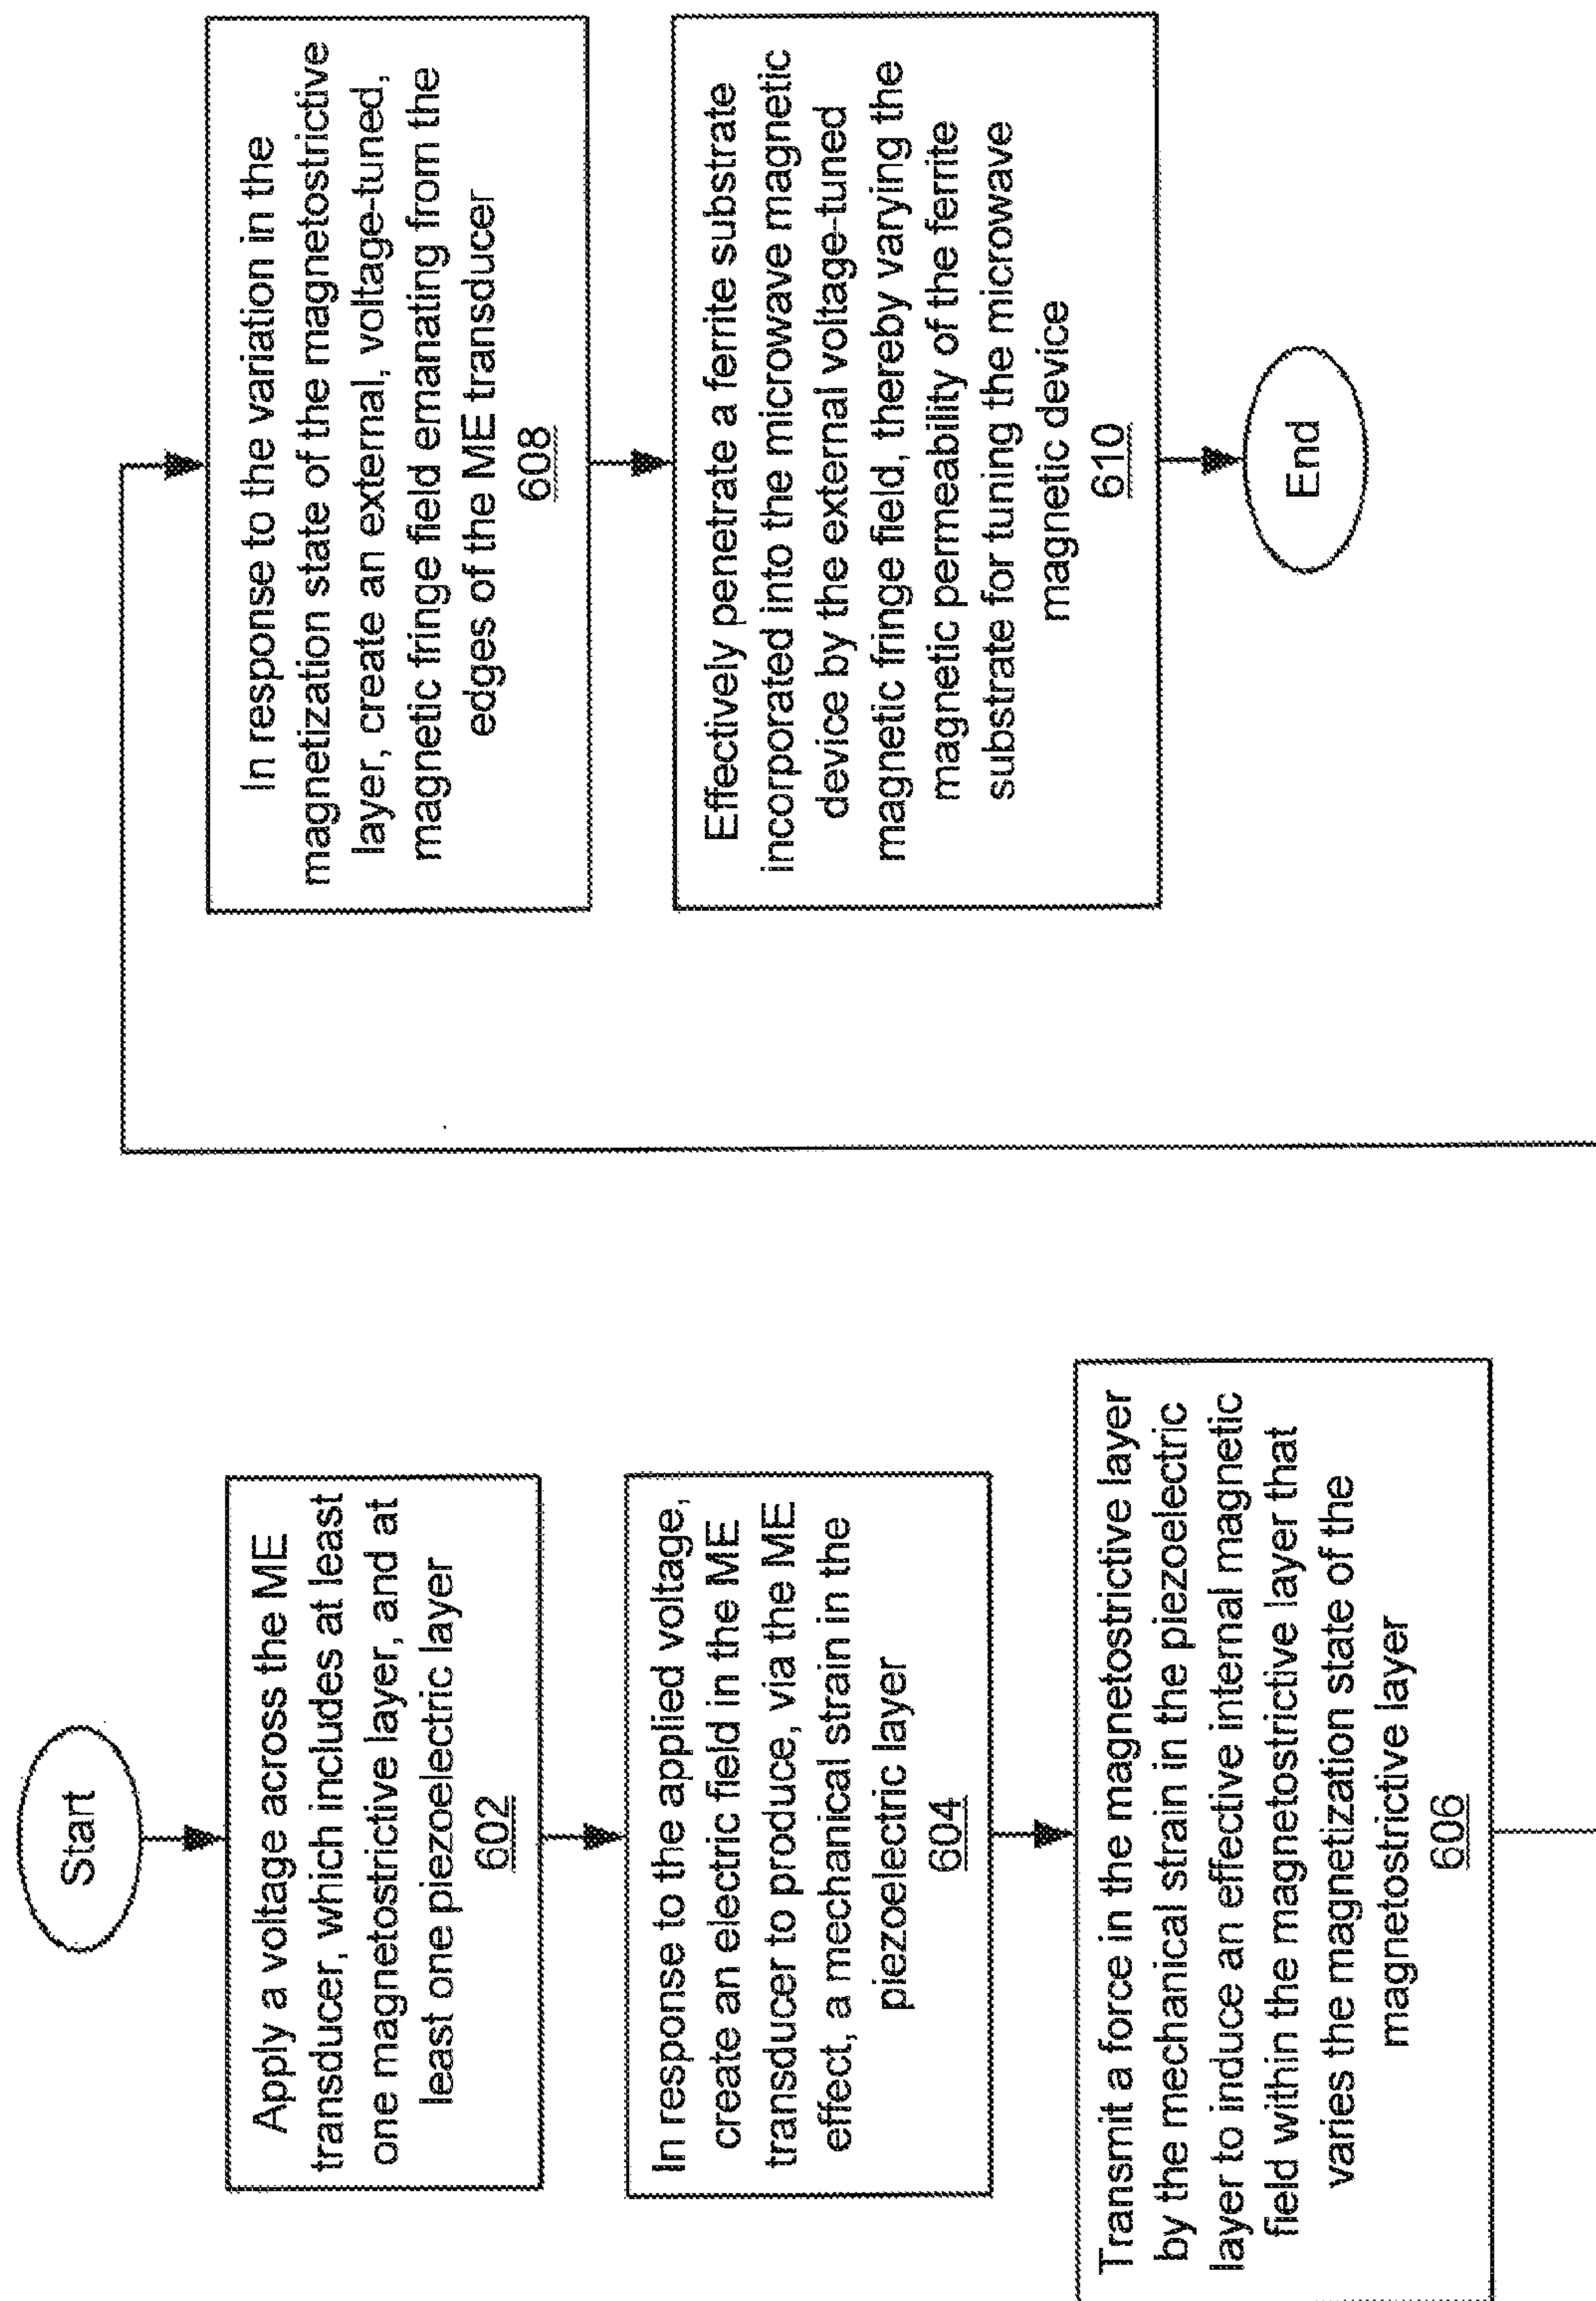 Start
Apply a voltage across the ME
transducer, which includes at least
one magnetostrictive layer, and at
least one piezoelectric layer
602
In response to the applied voltage,
create an electric field in the ME
transducer to produce, via the ME
effect, a mechanical strain in the
piezoelectric layer
604
Transmit a force in the magnetostrictive layer
by the mechanical strain in the piezoelectric
layer to induce an effective internal magnetic
field within the magnetostrictive layer that
varies the magnetization state of the
magnetostrictive layer
606
In response to the variation in the
magnetization state of the magnetostrictive
layer, create an external, voltage-tuned,
magnetic fringe field emanating from the
edges of the ME transducer
608
Effectively penetrate a ferrite substrate
incorporated into the microwave magnetic
device by the external voltage-tuned
magnetic fringe field, thereby varying the
magnetic permeability of the ferrite
substrate for tuning the microwave
magnetic device
610
End